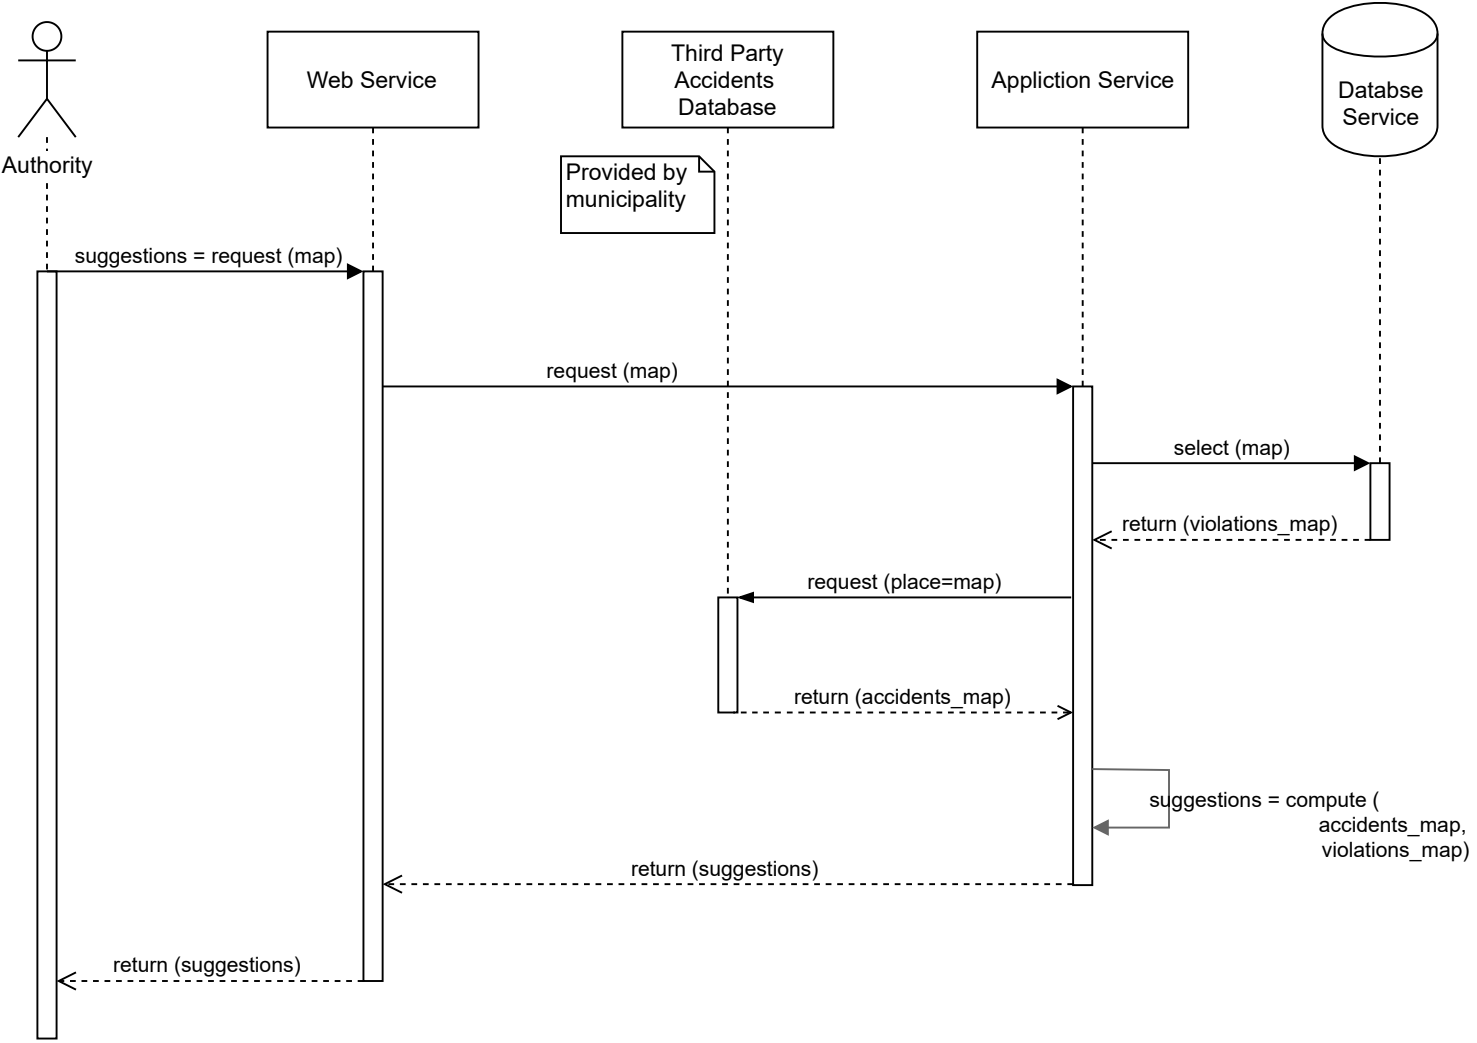 Authority
Web Service
Third Party
Accidents
Database
Appliction Service
Databse
Service
Provided by
municipality
suggestions = request (map)
request (map)
select (map)
return (violations_map)
request (place=map)
return (accidents_map)
suggestions = compute (
accidents_map,
violations_map)
return (suggestions)
return (suggestions)